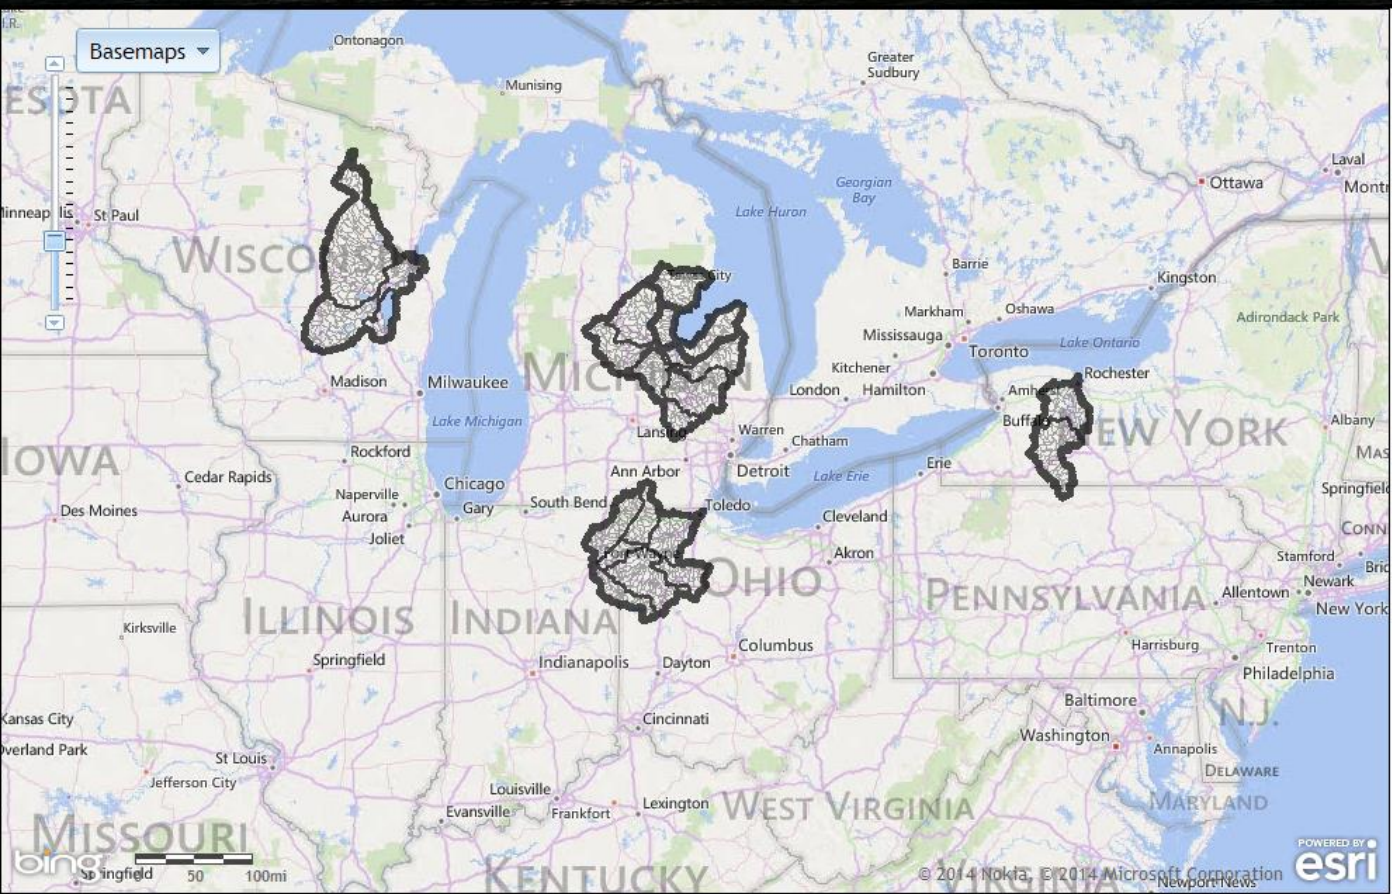 Basemaps
Ontonagon
Munising
Greater
Sudbury
Laval
Ottawa
St Paul
Georgian
Bay
Lake Huron
Barrie
Kingston
Markham
Oshawa
Mississauga
Toronto
Lake Ontario
Adirondack Park
Kitchener
London
Hamilton
Rochester
Madison
Milwaukee
Lake Michigan
Buffalo
NEW YORK
Albany
Lansing
Warren
Chatham
Rockford
IOWA
Cedar Rapids
Ann Arbor
Detroit
Lake Erie
Erie
Naperville
Chicago
Aurora
Gary
South Bend
Toledo
Cleveland
Springfield
Des Moines
Joliet
Akron
Fort Wayne
Stamford
OHIO
PENNSYLVANIA
Allentown
Newark
New York
ILLINOIS
INDIANA
Kirksville
Springfield
Indianapolis
Dayton
Columbus
Harrisburg
Trenton
Philadelphia
Kansas City
Overland Park
Cincinnati
Baltimore
N.J.
Washington
Annapolis
St Louis
Jefferson City
DELAWARE
MARYLAND
Louisville
Evansville
Frankfort
Lexington
WEST VIRGINIA
MISSOURI
bing
Springfield
50
100mi
KENTUCKY
VIRGINIA
© 2014 Nokia, © 2014 Microsoft Corporation
Newport News
POWERED BY
esri